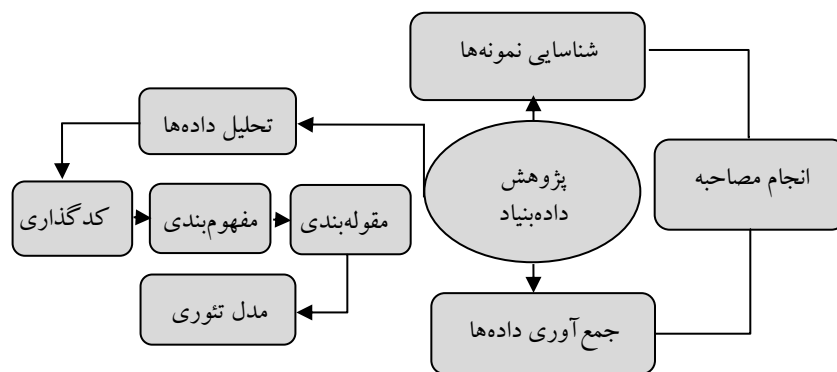 شناسایی نمونه‌ها
تحلیل داده‌ها
پژوهش
داده‌بنیاد
انجام مصاحبه
کدگذاری
مفهوم‌بندی
مقوله‌بندی
مدل تئوری
جمع‌آوری داده‌ها